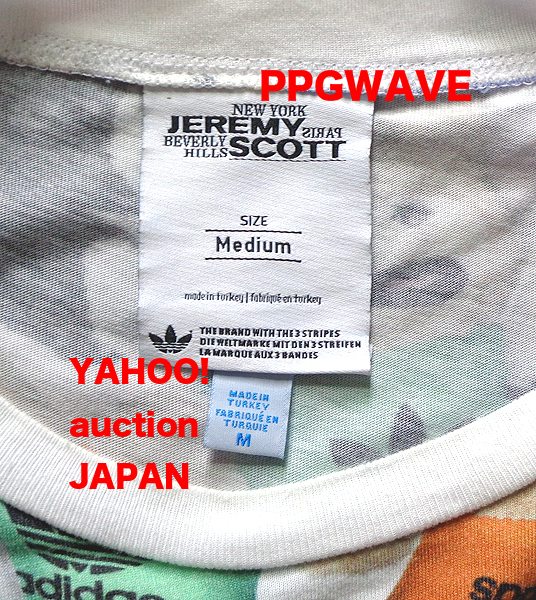 PPGWAVE
NEW YORK
JEREMY PARIS
BEVERLY HILLS SCOTT
SIZE
Medium
made in turkey | fabriqué en turkey
THE BRAND WITH THE 3 STRIPES
DIE WELTMARKE MIT DEN 3 STREIFEN
LA MARQUE AUX 3 BANDES
YAHOO!
auction
JAPAN
MADE IN
TURKEY
FABRIQUÉ EN
TURQUIE
M
adidas